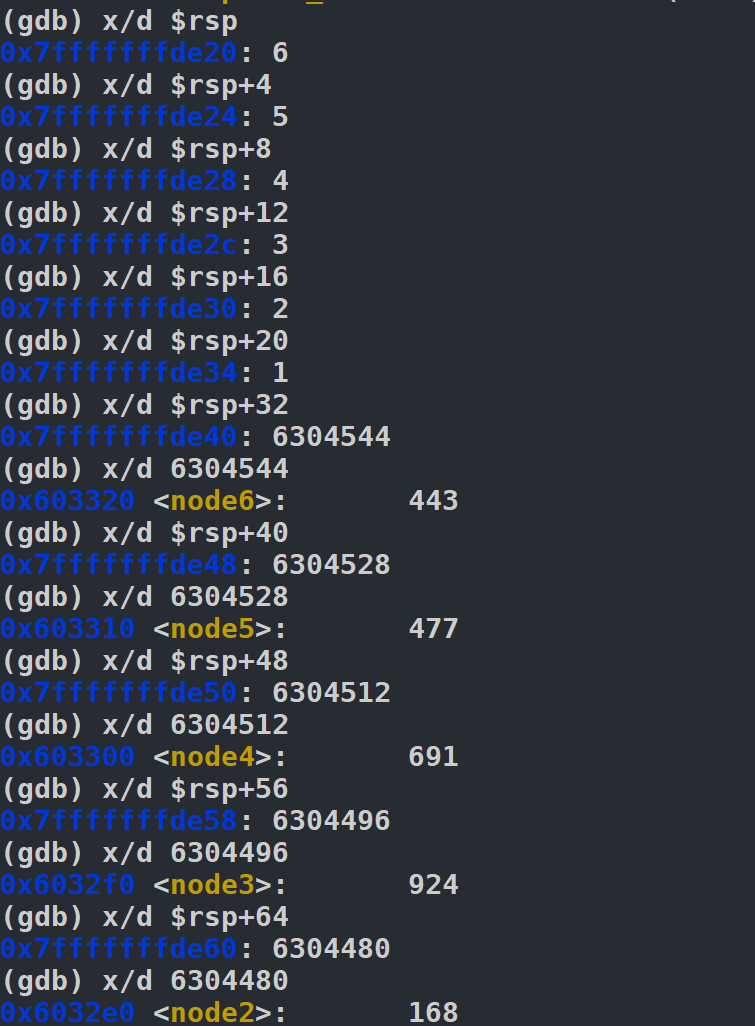 (gdb) x/d $rsp
0x7fffffffde20: 6
(gdb) x/d $rsp+4
0x7fffffffde24: 5
(gdb) x/d $rsp+8
0x7fffffffde28: 4
(gdb) x/d $rsp+12
0x7fffffffde2c: 3
(gdb) x/d $rsp+16
0x7fffffffde30: 2
(gdb) x/d $rsp+20
0x7fffffffde34: 1
(gdb) x/d $rsp+32
0x7fffffffde40: 6304544
(gdb) x/d 6304544
0x603320 <node6>:       443
(gdb) x/d $rsp+40
0x7fffffffde48: 6304528
(gdb) x/d 6304528
0x603310 <node5>:       477
(gdb) x/d $rsp+48
0x7fffffffde50: 6304512
(gdb) x/d 6304512
0x603300 <node4>:       691
(gdb) x/d $rsp+56
0x7fffffffde58: 6304496
(gdb) x/d 6304496
0x6032f0 <node3>:       924
(gdb) x/d $rsp+64
0x7fffffffde60: 6304480
(gdb) x/d 6304480
0x6032e0 <node2>:       168